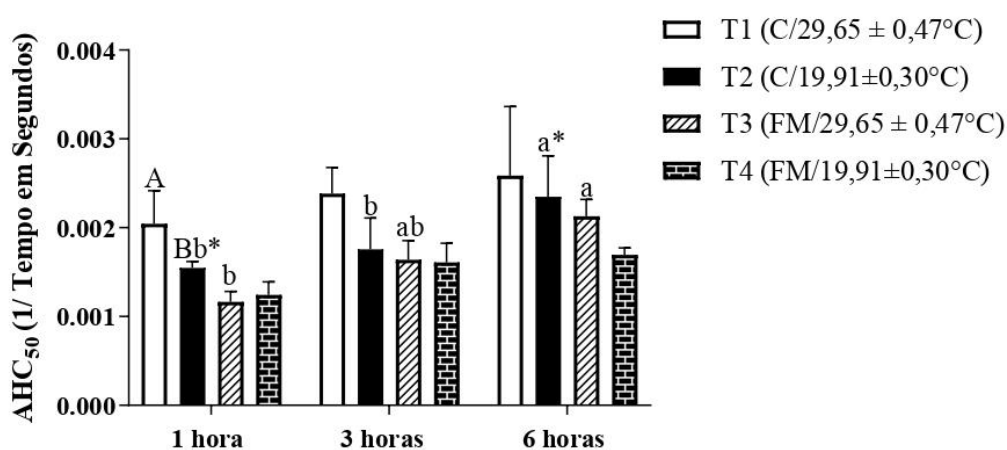 T1 (C/29,65 ± 0,47°C)
T2 (C/19,91±0,30°C)
T3 (FM/29,65 ± 0,47°C)
T4 (FM/19,91±0,30°C)
AHC50 (1/ Tempo em Segundos)
0.004
0.003
0.002
0.001
0.000
A
Bb*
b
b
ab
a*
a
1 hora
3 horas
6 horas